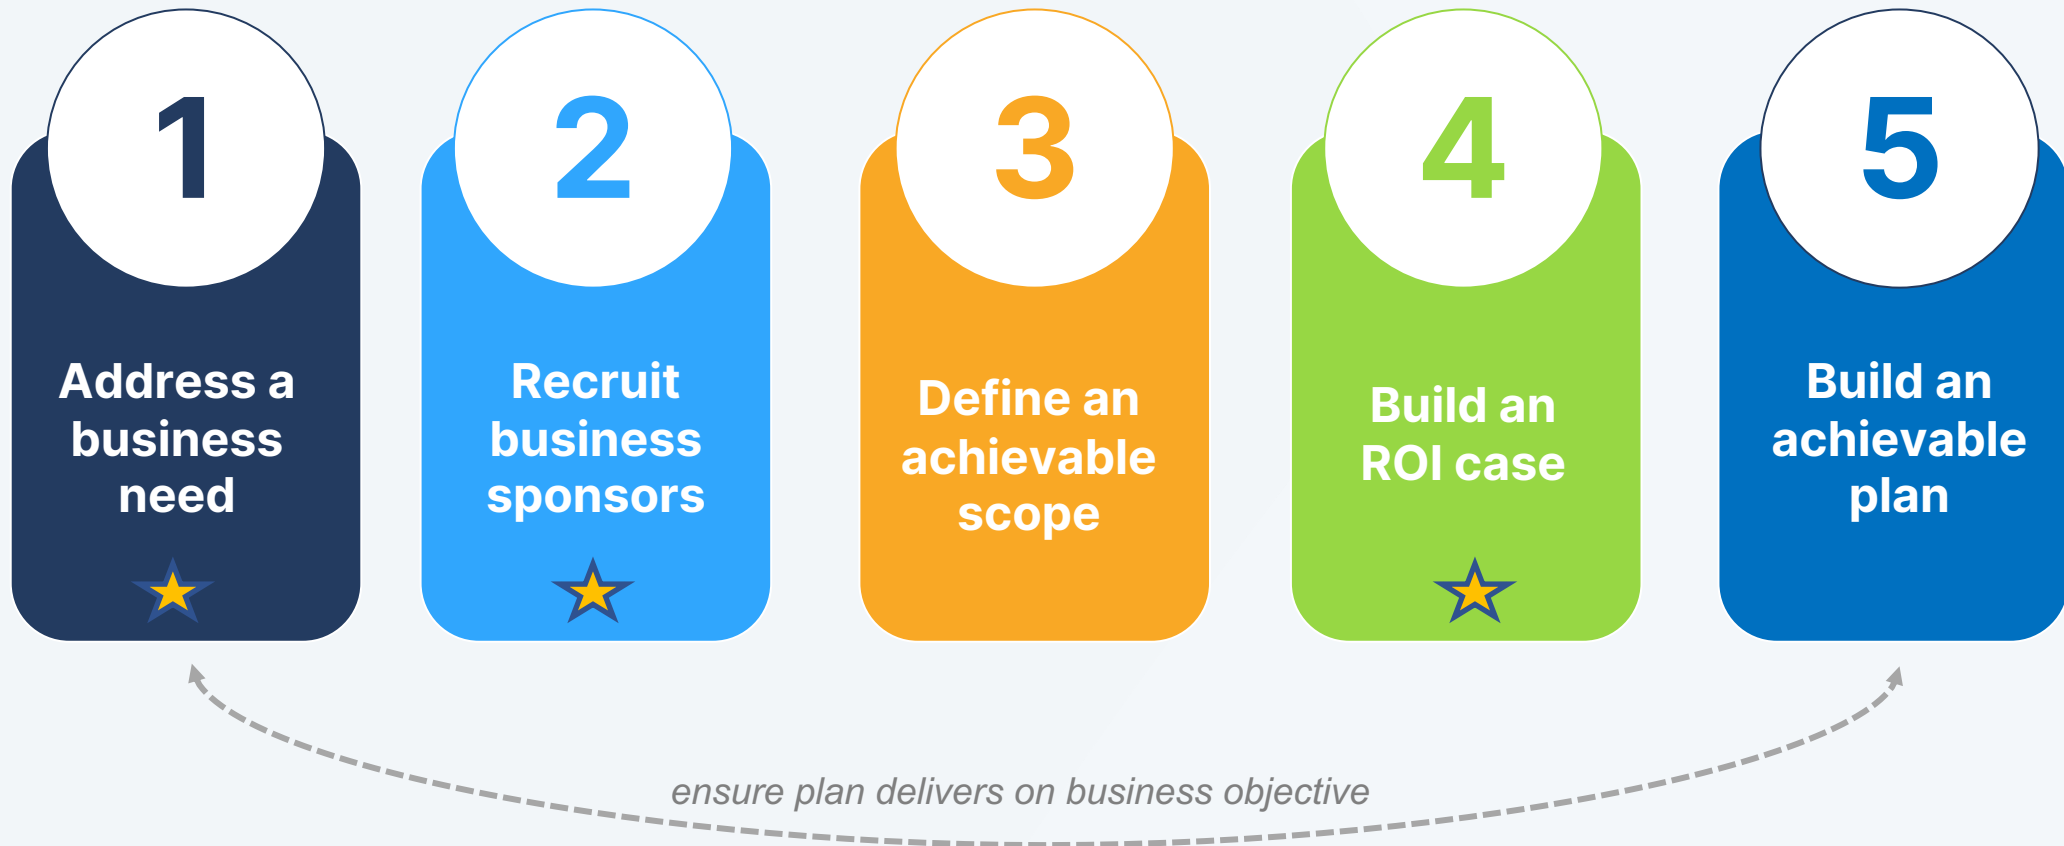 1
Address a
business
need
2
Recruit
business
sponsors
3
Define an
achievable
scope
4
Build an
ROI case
5
Build an
achievable
plan
ensure plan delivers on business objective